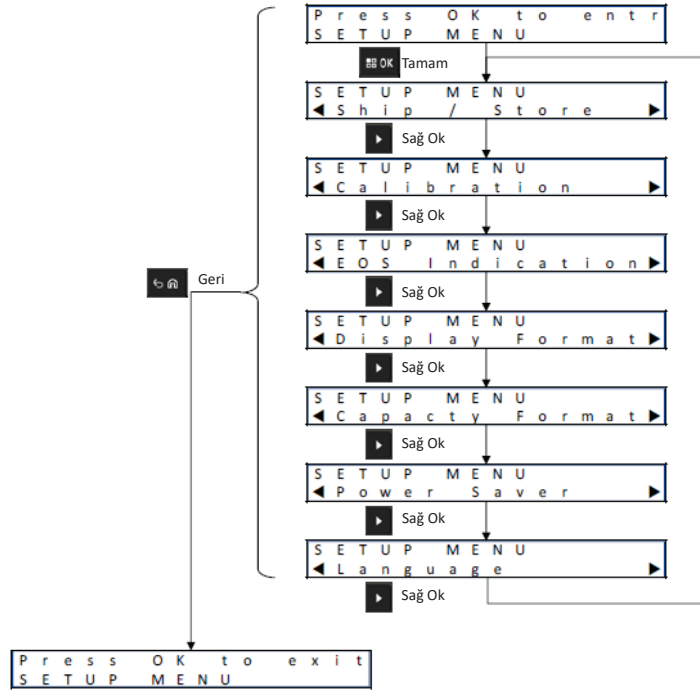 Press OK to entr
SETUP MENU
OK Tamam
SETUP MENU
◀Ship / Store ▶
Sağ Ok
SETUP MENU
◀Calibration ▶
Sağ Ok
SETUP MENU
◀EOS Indication▶
Geri
Sağ Ok
SETUP MENU
◀Display Format▶
Sağ Ok
SETUP MENU
◀Capacty Format▶
Sağ Ok
SETUP MENU
◀Power Saver ▶
Sağ Ok
SETUP MENU
◀Language ▶
Sağ Ok
Press OK to exit
SETUP MENU